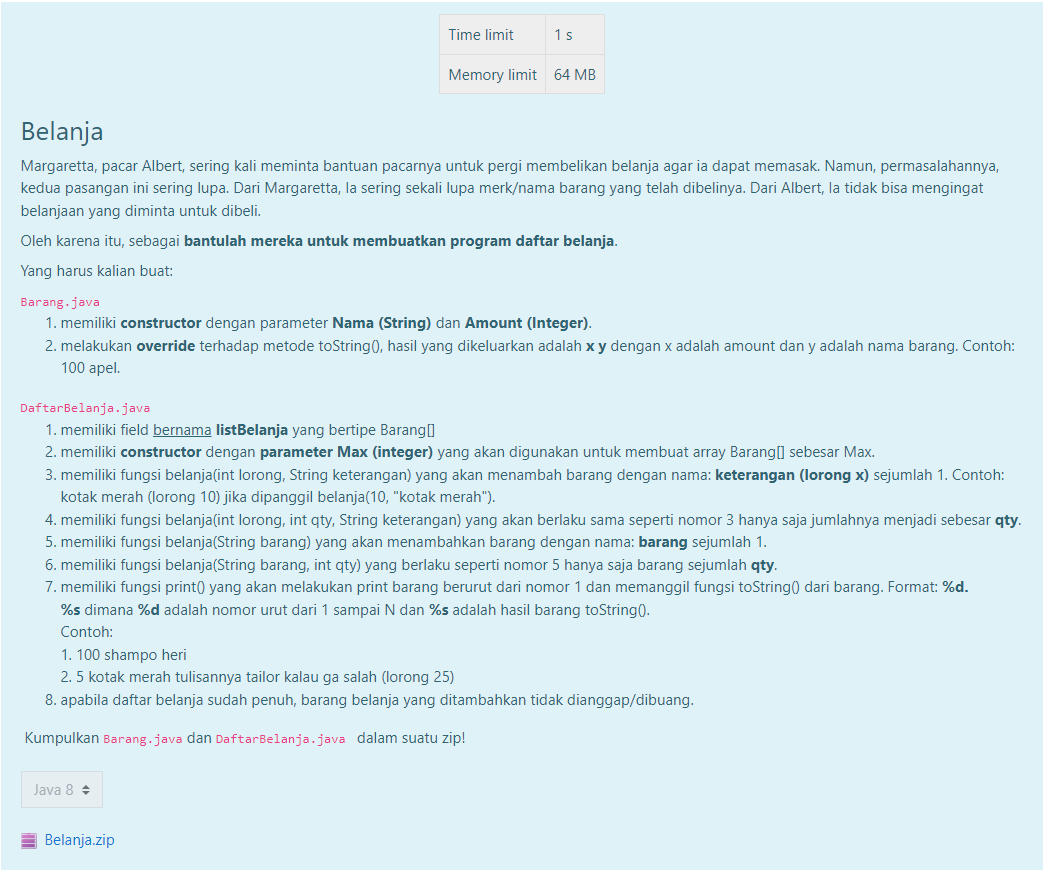 Time limit 1 s
Memory limit 64 MB
Belanja
Margaretta, pacar Albert, sering kali meminta bantuan pacarnya untuk pergi membelikan belanja agar ia dapat memasak. Namun, permasalahannya,
kedua pasangan ini sering lupa. Dari Margaretta, Ia sering sekali lupa merk/nama barang yang telah dibelinya. Dari Albert, Ia tidak bisa mengingat
belanjaan yang diminta untuk dibeli.
Oleh karena itu, sebagai bantulah mereka untuk membuatkan program daftar belanja.
Yang harus kalian buat:
Barang.java
1. memiliki constructor dengan parameter Nama (String) dan Amount (Integer).
2. melakukan override terhadap metode toString(), hasil yang dikeluarkan adalah x y dengan x adalah amount dan y adalah nama barang. Contoh:
100 apel.
DaftarBelanja.java
1. memiliki field bernama listBelanja yang bertipe Barang[]
2. memiliki constructor dengan parameter Max (integer) yang akan digunakan untuk membuat array Barang[] sebesar Max.
3. memiliki fungsi belanja(int lorong, String keterangan) yang akan menambah barang dengan nama: keterangan (lorong x) sejumlah 1. Contoh:
kotak merah (lorong 10) jika dipanggil belanja(10, "kotak merah").
4. memiliki fungsi belanja(int lorong, int qty, String keterangan) yang akan berlaku sama seperti nomor 3 hanya saja jumlahnya menjadi sebesar qty.
5. memiliki fungsi belanja(String barang) yang akan menambahkan barang dengan nama: barang sejumlah 1.
6. memiliki fungsi belanja(String barang, int qty) yang berlaku seperti nomor 5 hanya saja barang sejumlah qty.
7. memiliki fungsi print() yang akan melakukan print barang berurut dari nomor 1 dan memanggil fungsi toString() dari barang. Format: %d.
%s dimana %d adalah nomor urut dari 1 sampai N dan %s adalah hasil barang toString().
Contoh:
1. 100 shampo heri
2. 5 kotak merah tulisannya tailor kalau ga salah (lorong 25)
8. apabila daftar belanja sudah penuh, barang belanja yang ditambahkan tidak dianggap/dibuang.
Kumpulkan Barang.java dan DaftarBelanja.java dalam suatu zip!
Java 8
Belanja.zip